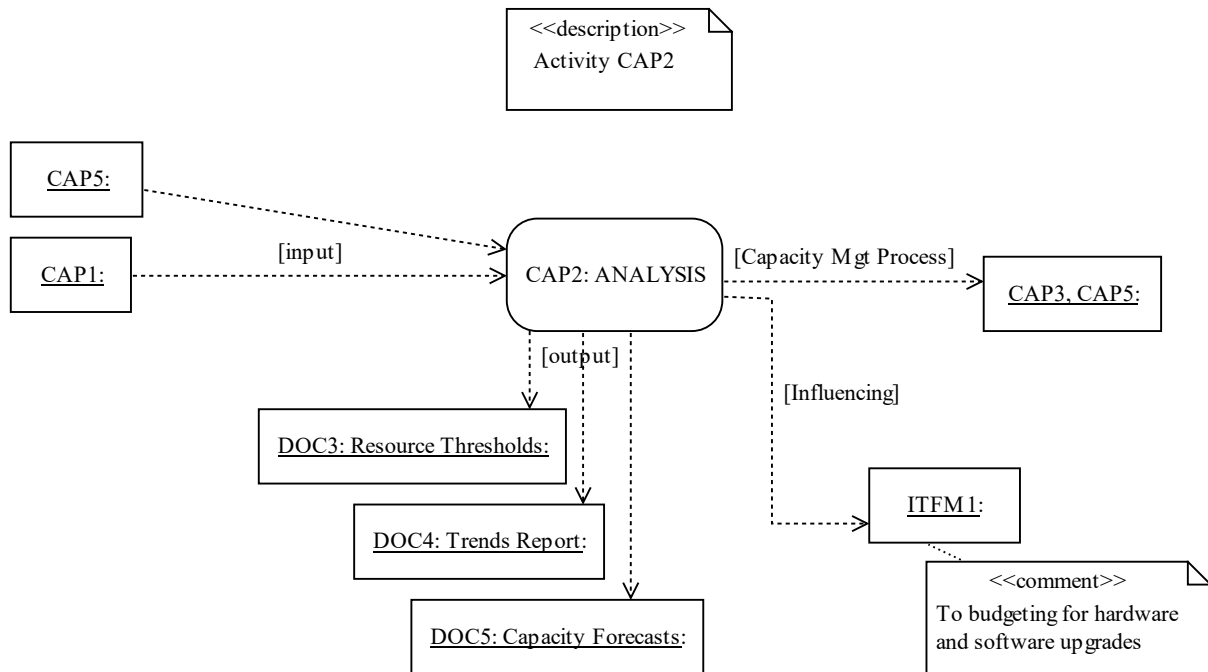 <<description>>
Activity CAP2
CAP5:
CAP1:
[input]
CAP2: ANALYSIS
[Capacity Mgt Process]
CAP3, CAP5:
[output]
[Influencing]
DOC3: Resource Thresholds:
DOC4: Trends Report:
DOC5: Capacity Forecasts:
ITFM1:
<<comment>>
To budgeting for hardware
and software upgrades